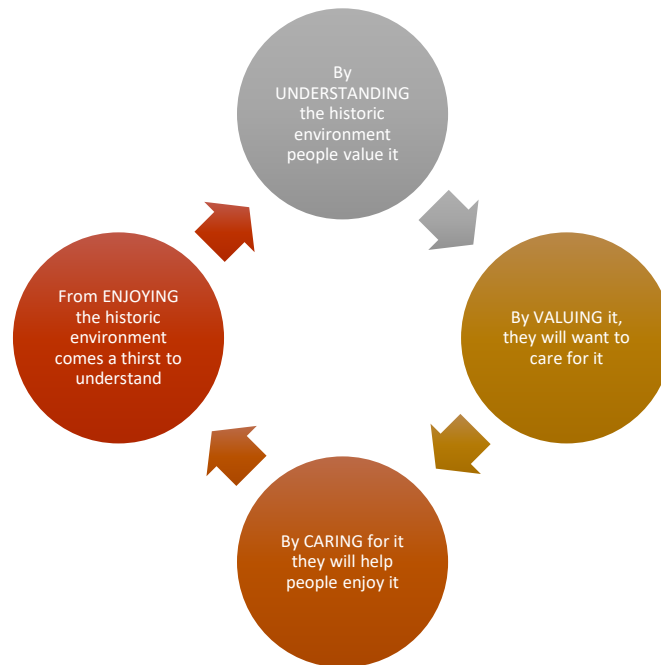 By
UNDERSTANDING
the historic
environment
people value it
By VALUING it,
they will want to
care for it
By CARING for it
they will help
people enjoy it
From ENJOYING
the historic
environment
comes a thirst to
understand